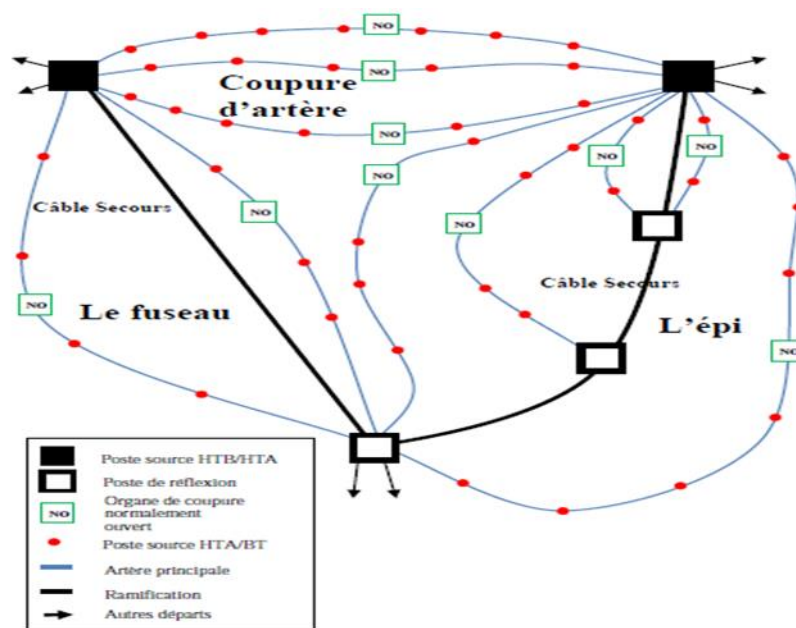 NO
NO
Coupure
d'artère
NO
NO
NO
NO
Câble Secours
NO
NO
Câble Secours
NO
Le fuseau
L'épi
NO
Poste source HTB/HTA
Poste de réflexion
NO
Organe de coupure
normalement
ouvert
Poste source HTA/BT
Artère principale
Ramification
Autres départs